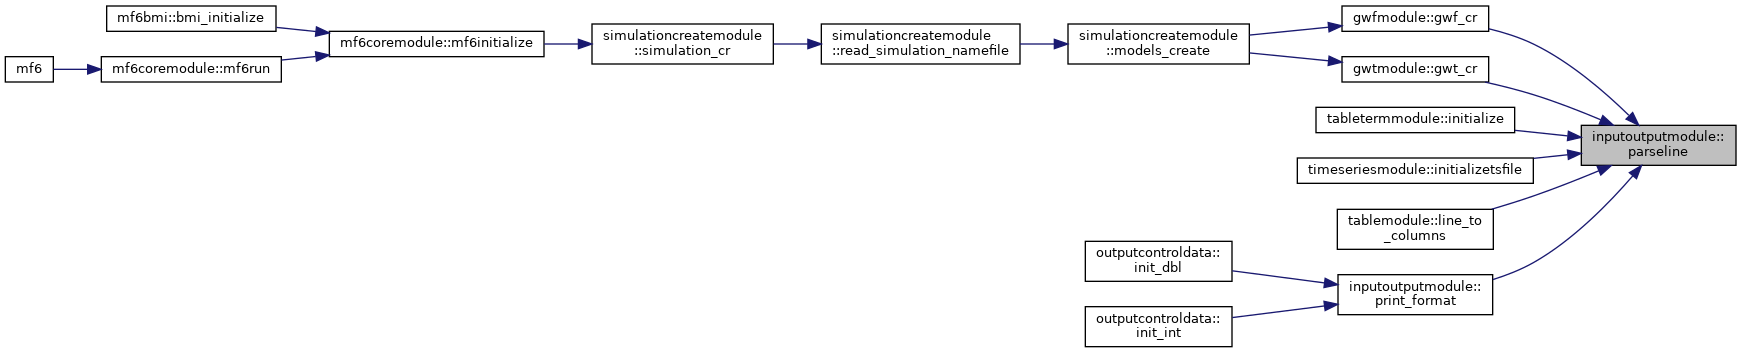 mf6bmi::bmi_initialize
mf6
mf6coremodule::mf6run
mf6coremodule::mf6initialize
simulationcreatemodule
::simulation_cr
simulationcreatemodule
::read_simulation_namefile
simulationcreatemodule
::models_create
gwfmodule::gwf_cr
gwtmodule::gwt_cr
tabletermmodule::initialize
timeseriesmodule::initializetsfile
tablemodule::line_to
_columns
outputcontroldata::
init_dbl
outputcontroldata::
init_int
inputoutputmodule::
print_format
inputoutputmodule::
parseline